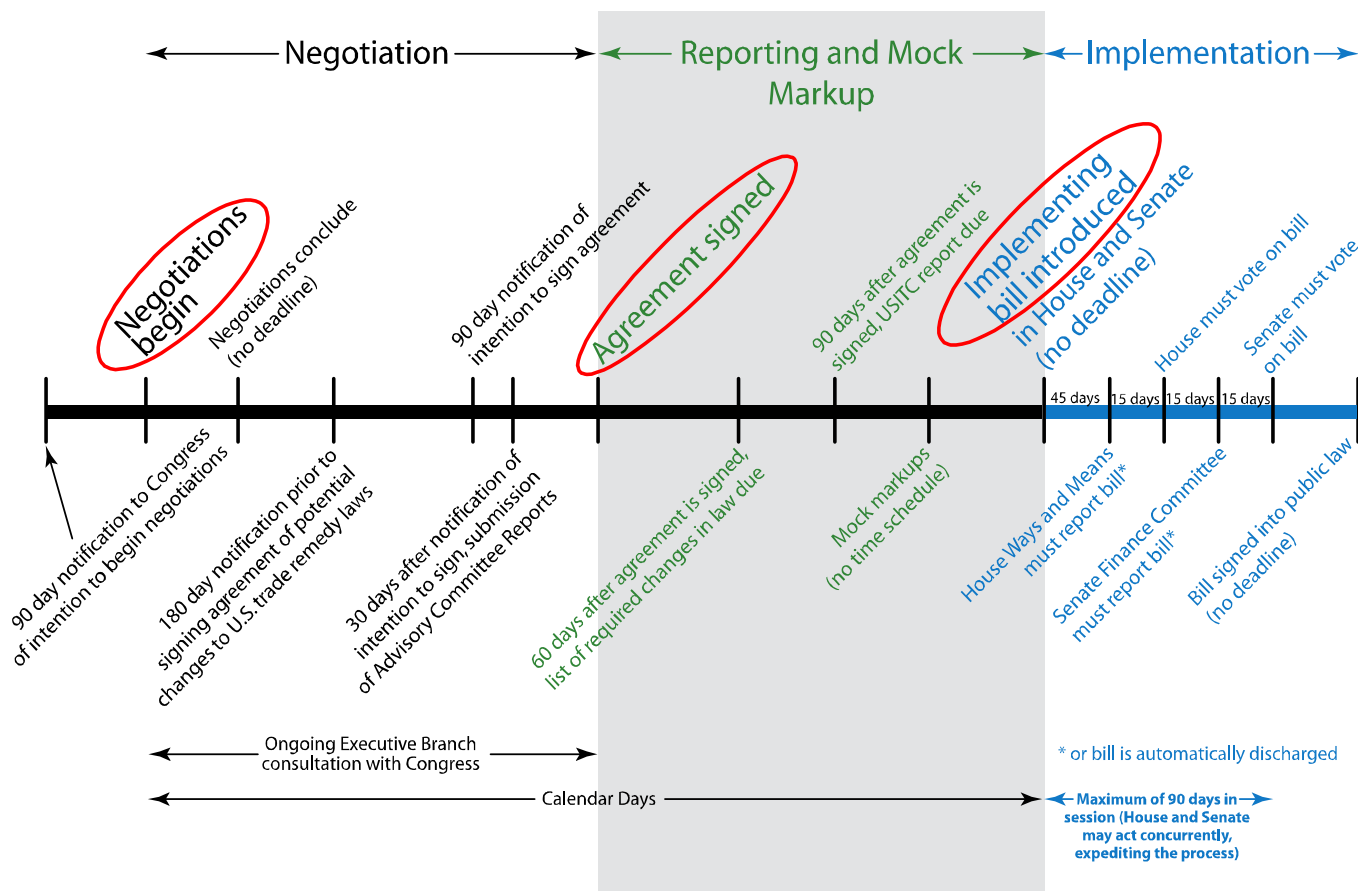 Negotiation
Reporting and Mock
Markup
Implementation
Negotiations
begin
Negotiations conclude
(no deadline)
90 day notification of
intention to sign agreement
Agreement signed
90 days after agreement is
signed, USITC report due
Implementing
bill introduced
in House and Senate
(no deadline)
House must vote on bill
Senate must vote
on bill
45 days
15 days
15 days
15 days
90 day notification to Congress
of intention to begin negotiations
180 day notification prior to
signing agreement of potential
changes to U.S. trade remedy laws
30 days after notification of
intention to sign, submission
of Advisory Committee Reports
60 days after agreement is signed,
list of required changes in law due
Mock markups
(no time schedule)
House Ways and Means
must report bill*
Senate Finance Committee
must report bill*
Bill signed into public law
(no deadline)
Ongoing Executive Branch
consultation with Congress
* or bill is automatically discharged
Calendar Days
Maximum of 90 days in
session (House and Senate
may act concurrently,
expediting the process)